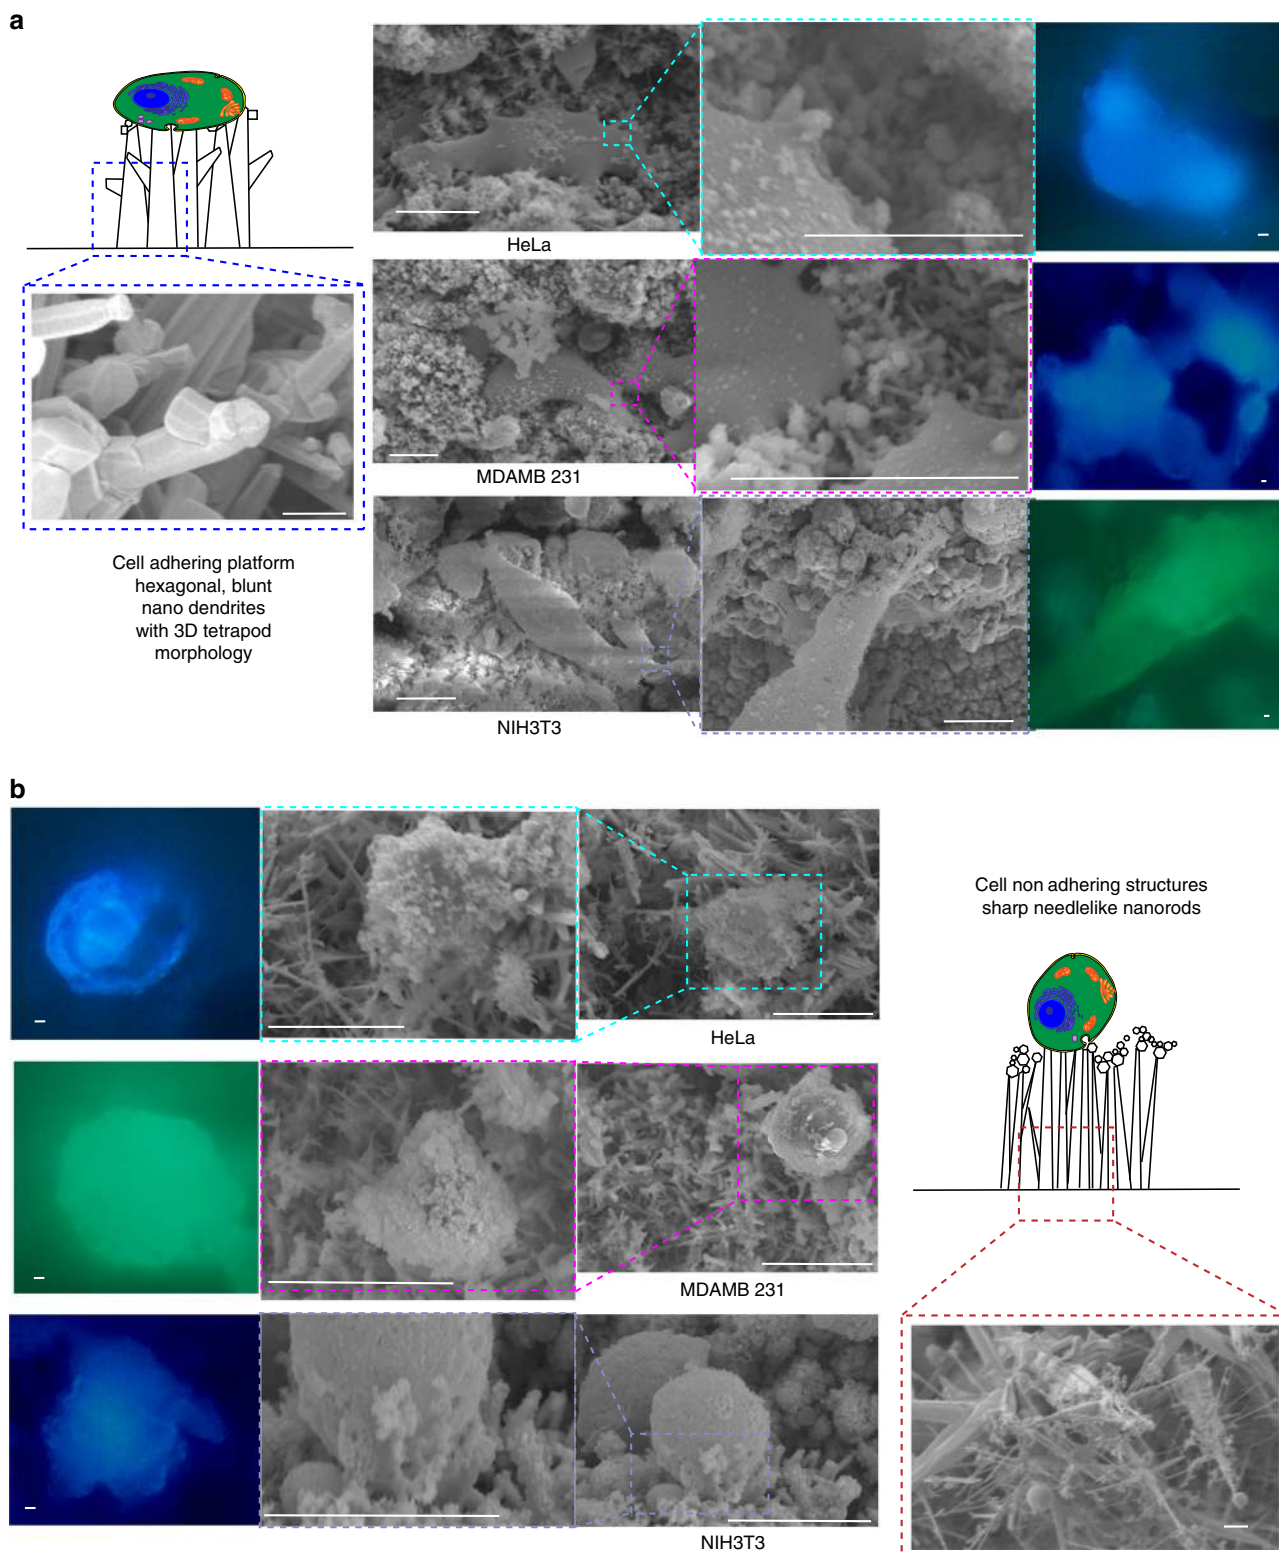 a
HeLa
MDAMB 231
Cell adhering platform
hexagonal, blunt
nano dendrites
with 3D tetrapod
morphology
NIH3T3
b
Cell non adhering structures
sharp needlelike nanorods
HeLa
MDAMB 231
NIH3T3